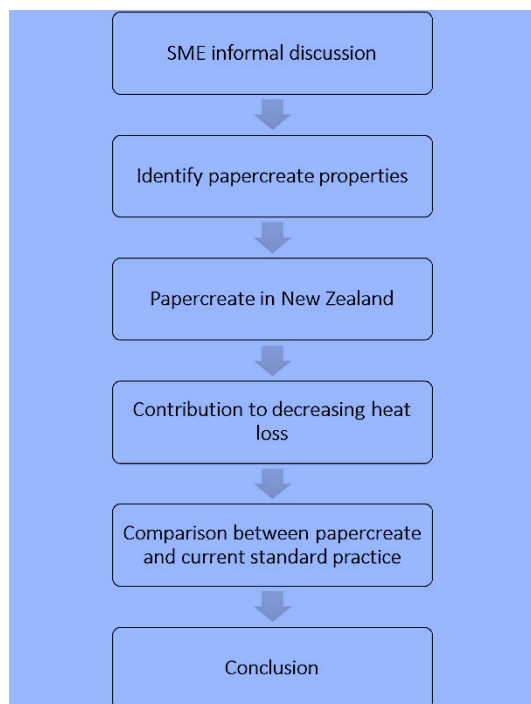 SME informal discussion
Identify papercreate properties
Papercreate in New Zealand
Contribution to decreasing heat
loss
Comparison between papercreate
and current standard practice
Conclusion